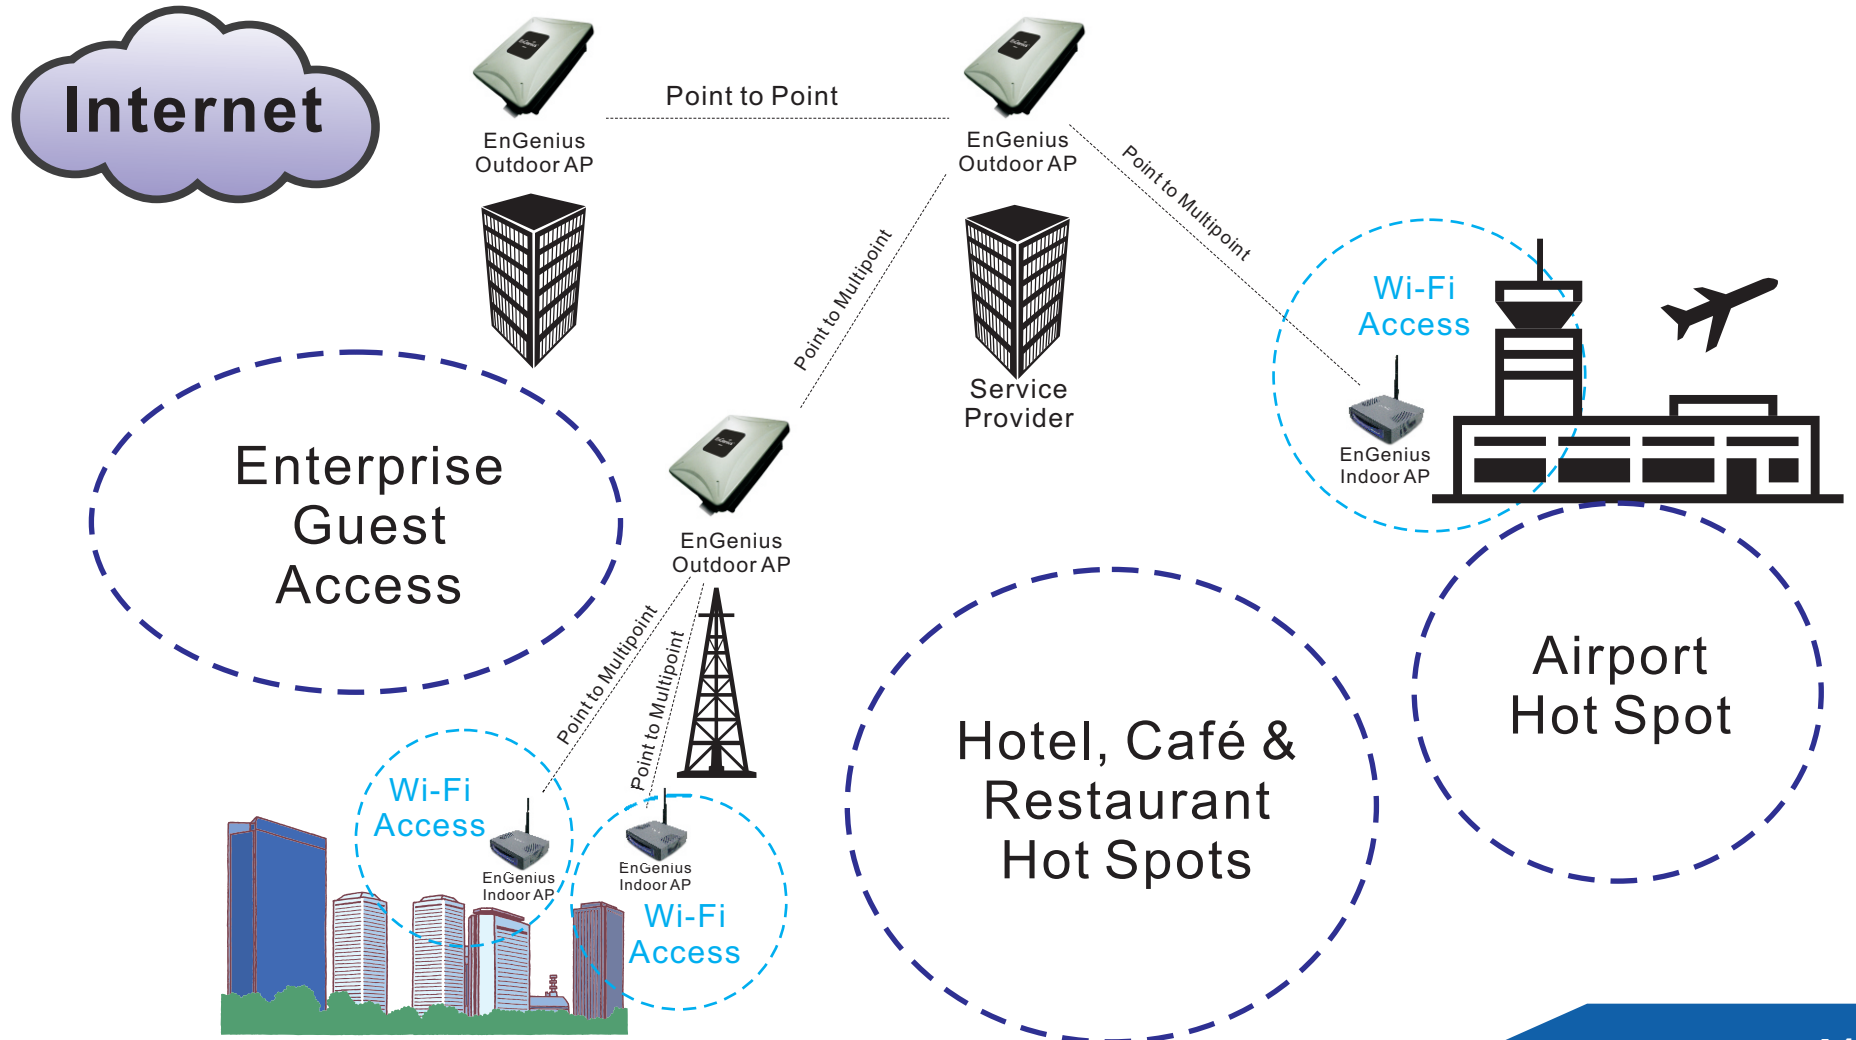 Internet
EnGenius
Outdoor AP
Point to Point
EnGenius
Outdoor AP
Point to Multipoint
Point to Multipoint
Service
Provider
Wi-Fi
Access
EnGenius
Indoor AP
Enterprise
Guest
Access
EnGenius
Outdoor AP
Point to Multipoint
Point to Multipoint
Wi-Fi
Access
EnGenius
Indoor AP
EnGenius
Indoor AP
Wi-Fi
Access
Hotel, Café &
Restaurant
Hot Spots
Airport
Hot Spot